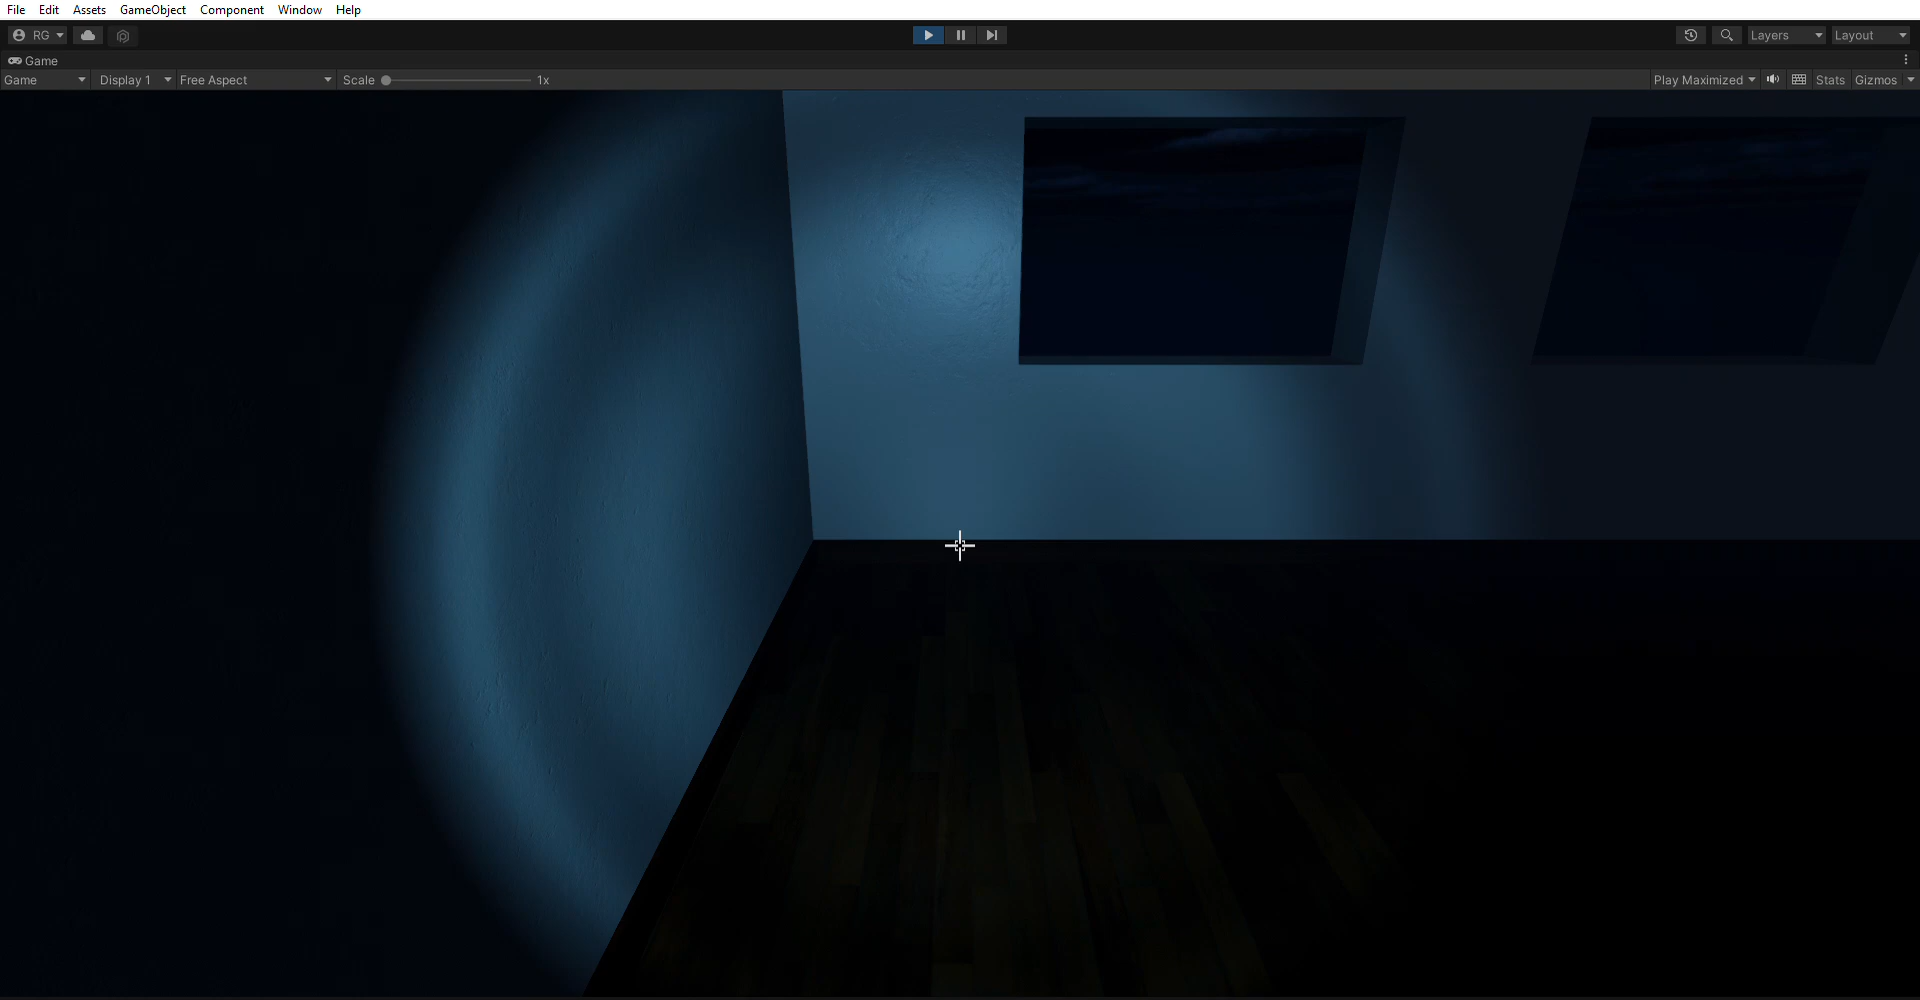 File Edit Assets GameObject Component Window Help
RG Layers Layout
Game
Game Display 1 Free Aspect Scale 1x Play Maximized Stats Gizmos